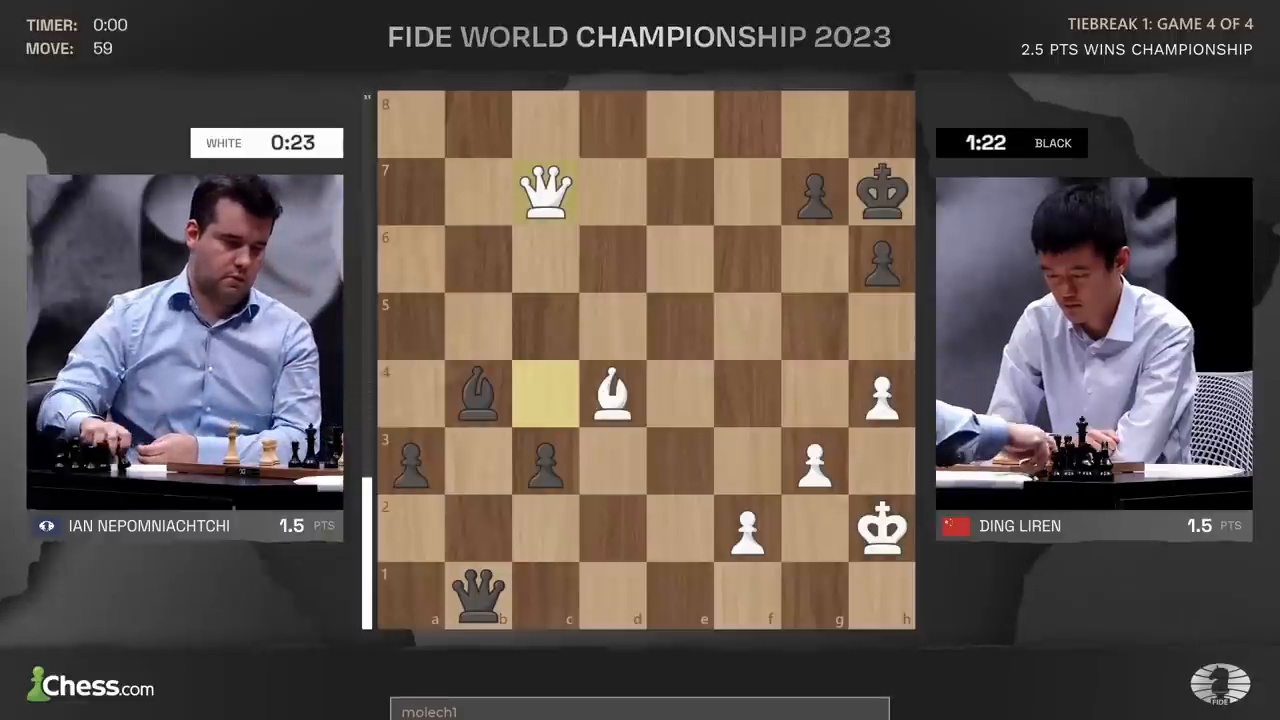 TIMER: 0:00
MOVE: 59
FIDE WORLD CHAMPIONSHIP 2023
TIEBREAK 1: GAME 4 OF 4
2.5 PTS WINS CHAMPIONSHIP
WHITE 0:23
1:22 BLACK
8
7
6
5
4
3
2
1
a b c d e f g h
IAN NEPOMNIACHTCHI 1.5 PTS
DING LIREN 1.5 PTS
Chess.com
FIDE
molech1